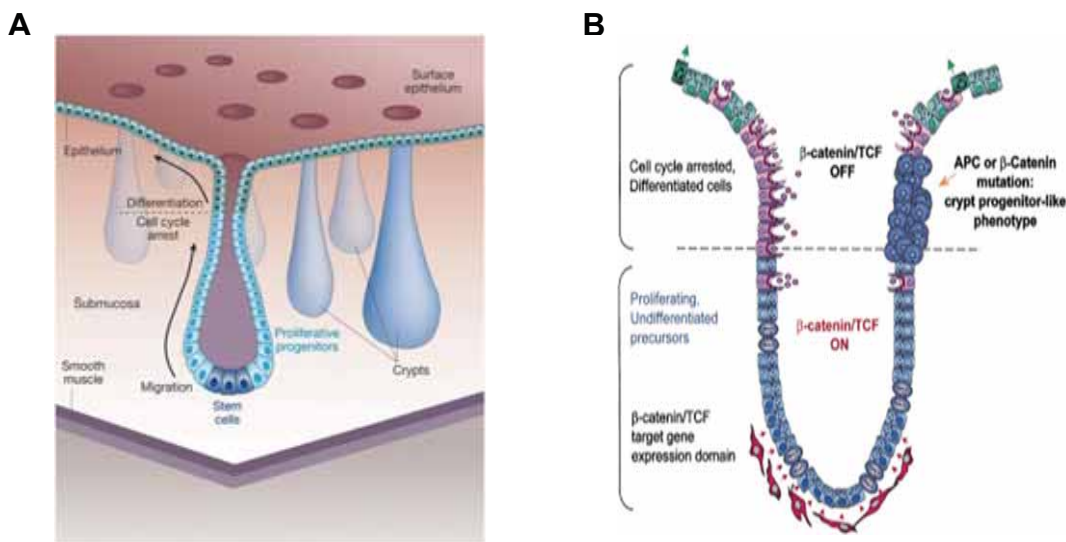 A
Surface
epithelium
Epithelium
Differentiation
Cell cycle
arrest
Submucosa
Proliferative
progenitors
Smooth
muscle
Migration
Crypts
Stem
cells
B
Cell cycle arrested,
Differentiated cells
β-catenin/TCF
OFF
APC or β-Catenin
mutation:
crypt progenitor-like
phenotype
Proliferating,
Undifferentiated
precursors
β-catenin/TCF
ON
β-catenin/TCF
target gene
expression domain